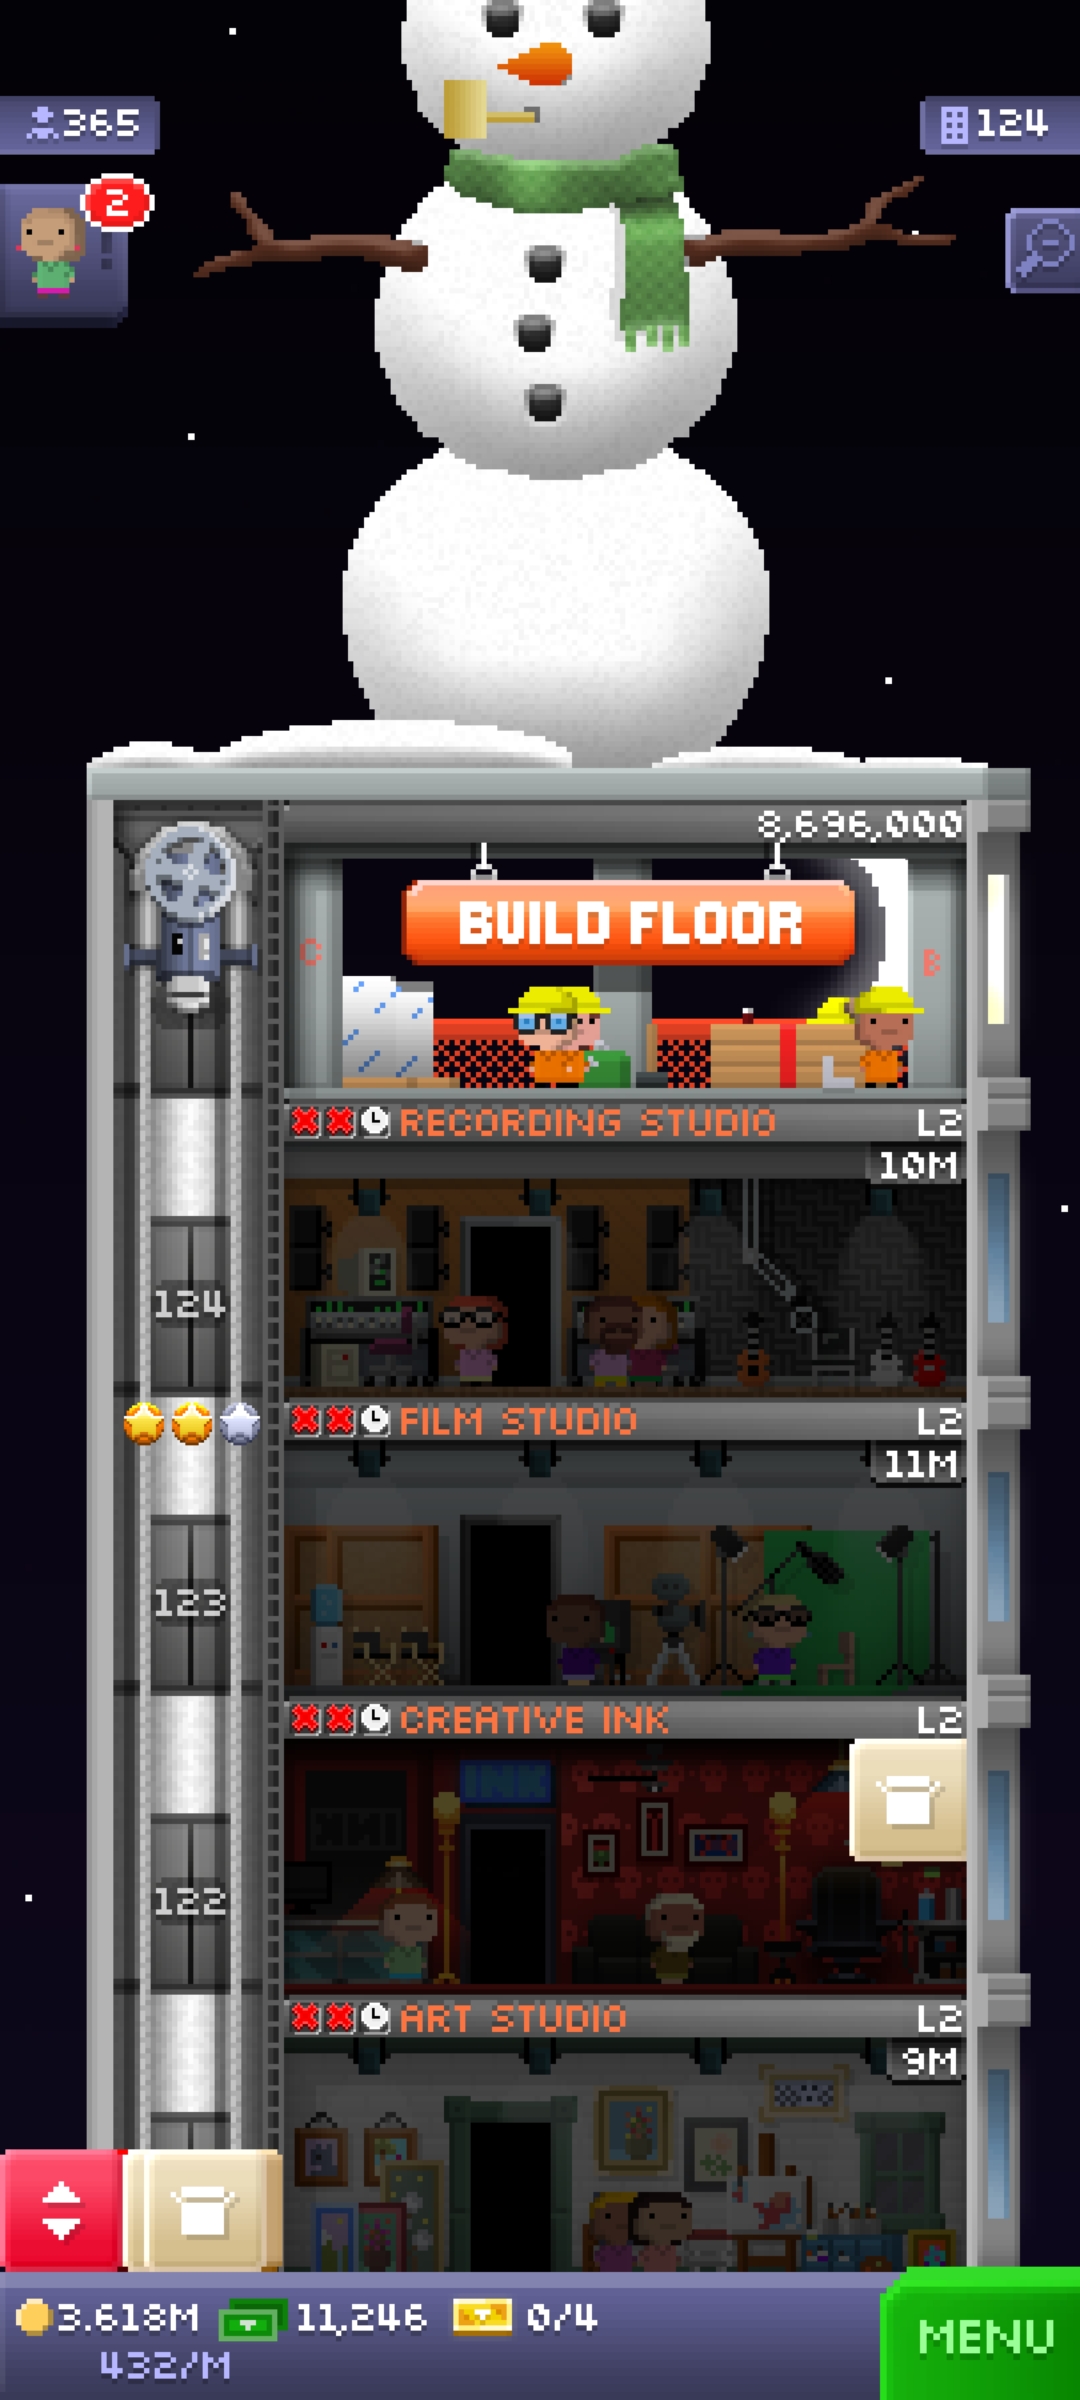 365
124
2
8,696,000
BUILD FLOOR
C
B
RECORDING STUDIO L2
10M
124
FILM STUDIO L2
11M
123
CREATIVE INK L2
INK
122
ART STUDIO L2
9M
3.618M 11,246 0/4
432/M
MENU